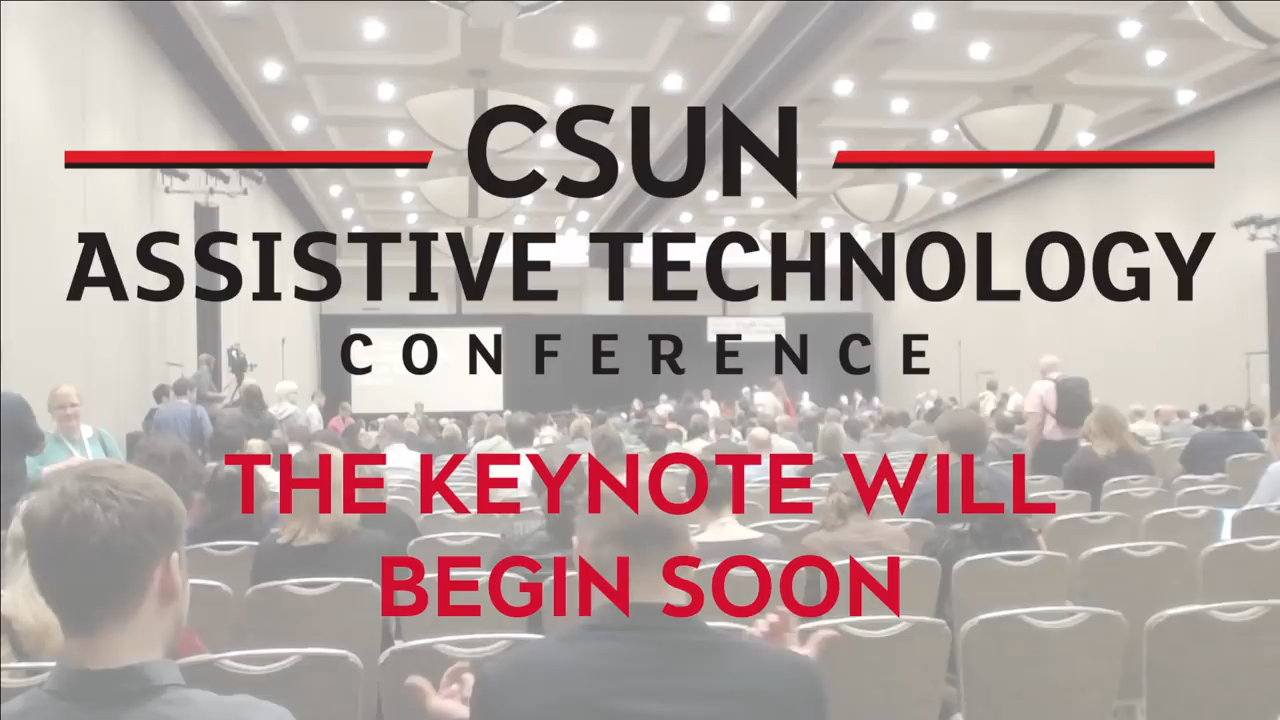 CSUN
ASSISTIVE TECHNOLOGY
CONFERENCE
THE KEYNOTE WILL
BEGIN SOON